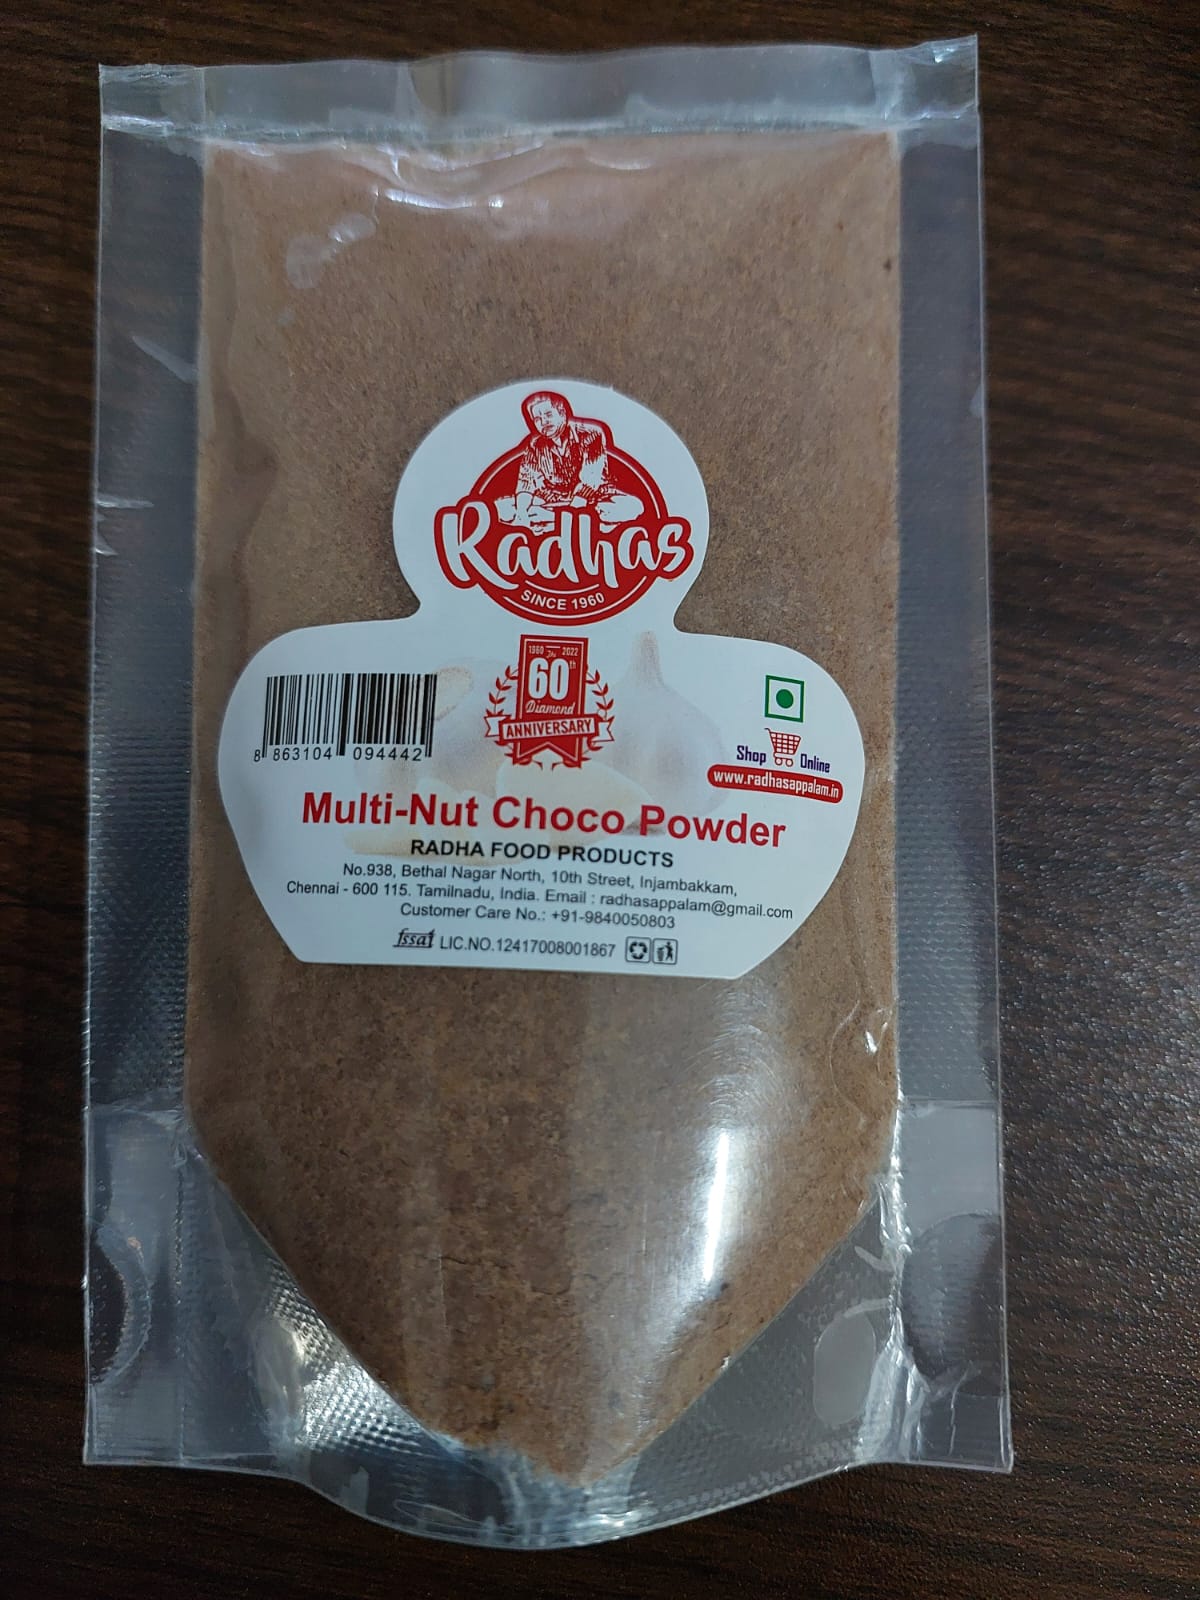 Radhas
SINCE 1960
1960 The 2022
60th
Diamond
ANNIVERSARY
8 863104 094442
Shop Online
www.radhasappalam.in
Multi-Nut Choco Powder
RADHA FOOD PRODUCTS
No.938, Bethal Nagar North, 10th Street, Injambakkam,
Chennai - 600 115. Tamilnadu, India. Email : radhasappalam@gmail.com
Customer Care No.: +91-9840050803
fssai LIC.NO.12417008001867